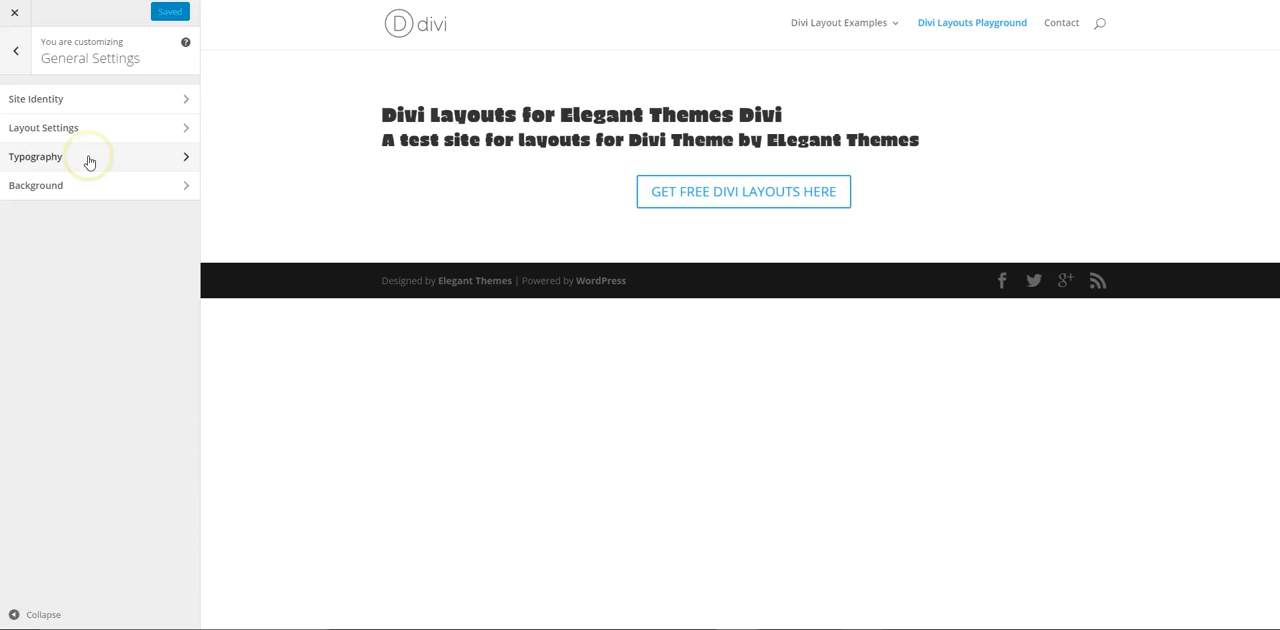 Saved
You are customizing
General Settings
Site Identity
Layout Settings
Typography
Background
Collapse
D divi
Divi Layout Examples
Divi Layouts Playground
Contact
Divi Layouts for Elegant Themes Divi
A test site for layouts for Divi Theme by ELegant Themes
GET FREE DIVI LAYOUTS HERE
Designed by Elegant Themes | Powered by WordPress